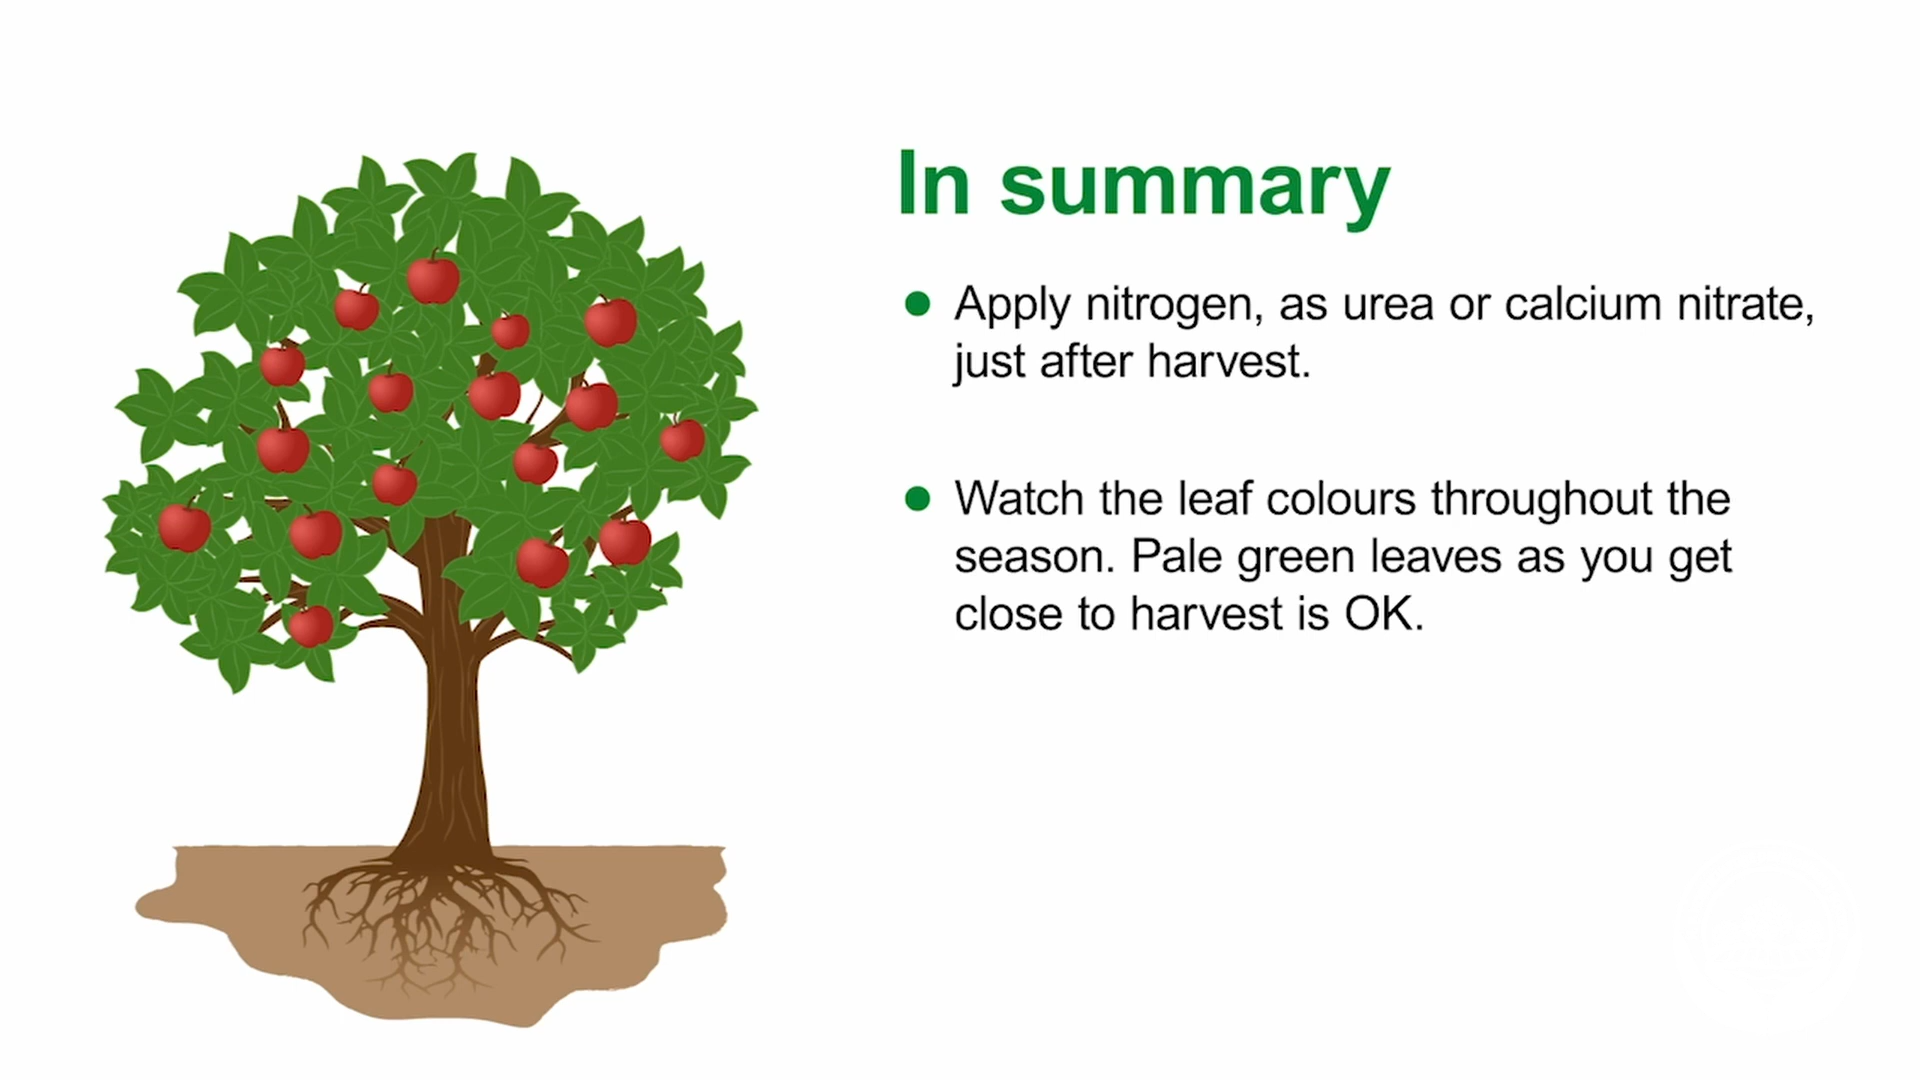 In summary
Apply nitrogen, as urea or calcium nitrate,
just after harvest.
Watch the leaf colours throughout the
season. Pale green leaves as you get
close to harvest is OK.